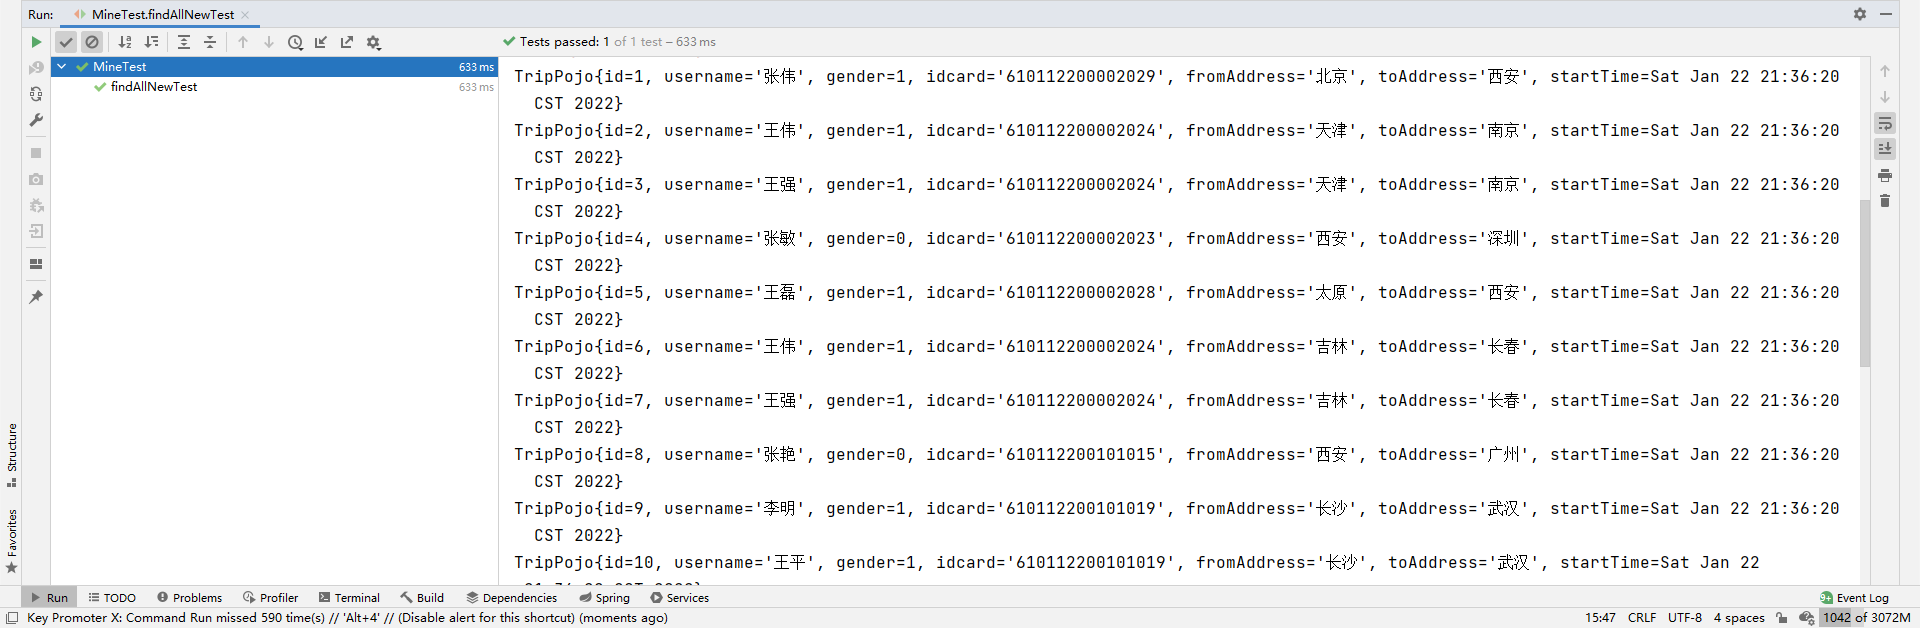 Run: MineTest.findAllNewTest
Tests passed: 1 of 1 test – 633 ms
MineTest 633 ms
findAllNewTest 633 ms
TripPojo{id=1, username='张伟', gender=1, idcard='610112200002029', fromAddress='北京', toAddress='西安', startTime=Sat Jan 22 21:36:20
CST 2022}
TripPojo{id=2, username='王伟', gender=1, idcard='610112200002024', fromAddress='天津', toAddress='南京', startTime=Sat Jan 22 21:36:20
CST 2022}
TripPojo{id=3, username='王强', gender=1, idcard='610112200002024', fromAddress='天津', toAddress='南京', startTime=Sat Jan 22 21:36:20
CST 2022}
TripPojo{id=4, username='张敏', gender=0, idcard='610112200002023', fromAddress='西安', toAddress='深圳', startTime=Sat Jan 22 21:36:20
CST 2022}
TripPojo{id=5, username='王磊', gender=1, idcard='610112200002028', fromAddress='太原', toAddress='西安', startTime=Sat Jan 22 21:36:20
CST 2022}
TripPojo{id=6, username='王伟', gender=1, idcard='610112200002024', fromAddress='吉林', toAddress='长春', startTime=Sat Jan 22 21:36:20
CST 2022}
TripPojo{id=7, username='王强', gender=1, idcard='610112200002024', fromAddress='吉林', toAddress='长春', startTime=Sat Jan 22 21:36:20
CST 2022}
TripPojo{id=8, username='张艳', gender=0, idcard='610112200101015', fromAddress='西安', toAddress='广州', startTime=Sat Jan 22 21:36:20
CST 2022}
TripPojo{id=9, username='李明', gender=1, idcard='610112200101019', fromAddress='长沙', toAddress='武汉', startTime=Sat Jan 22 21:36:20
CST 2022}
TripPojo{id=10, username='王平', gender=1, idcard='610112200101019', fromAddress='长沙', toAddress='武汉', startTime=Sat Jan 22
Structure
Favorites
Run TODO Problems Profiler Terminal Build Dependencies Spring Services 9+ Event Log
Key Promoter X: Command Run missed 590 time(s) // 'Alt+4' // (Disable alert for this shortcut) (moments ago) 15:47 CRLF UTF-8 4 spaces 1042 of 3072M